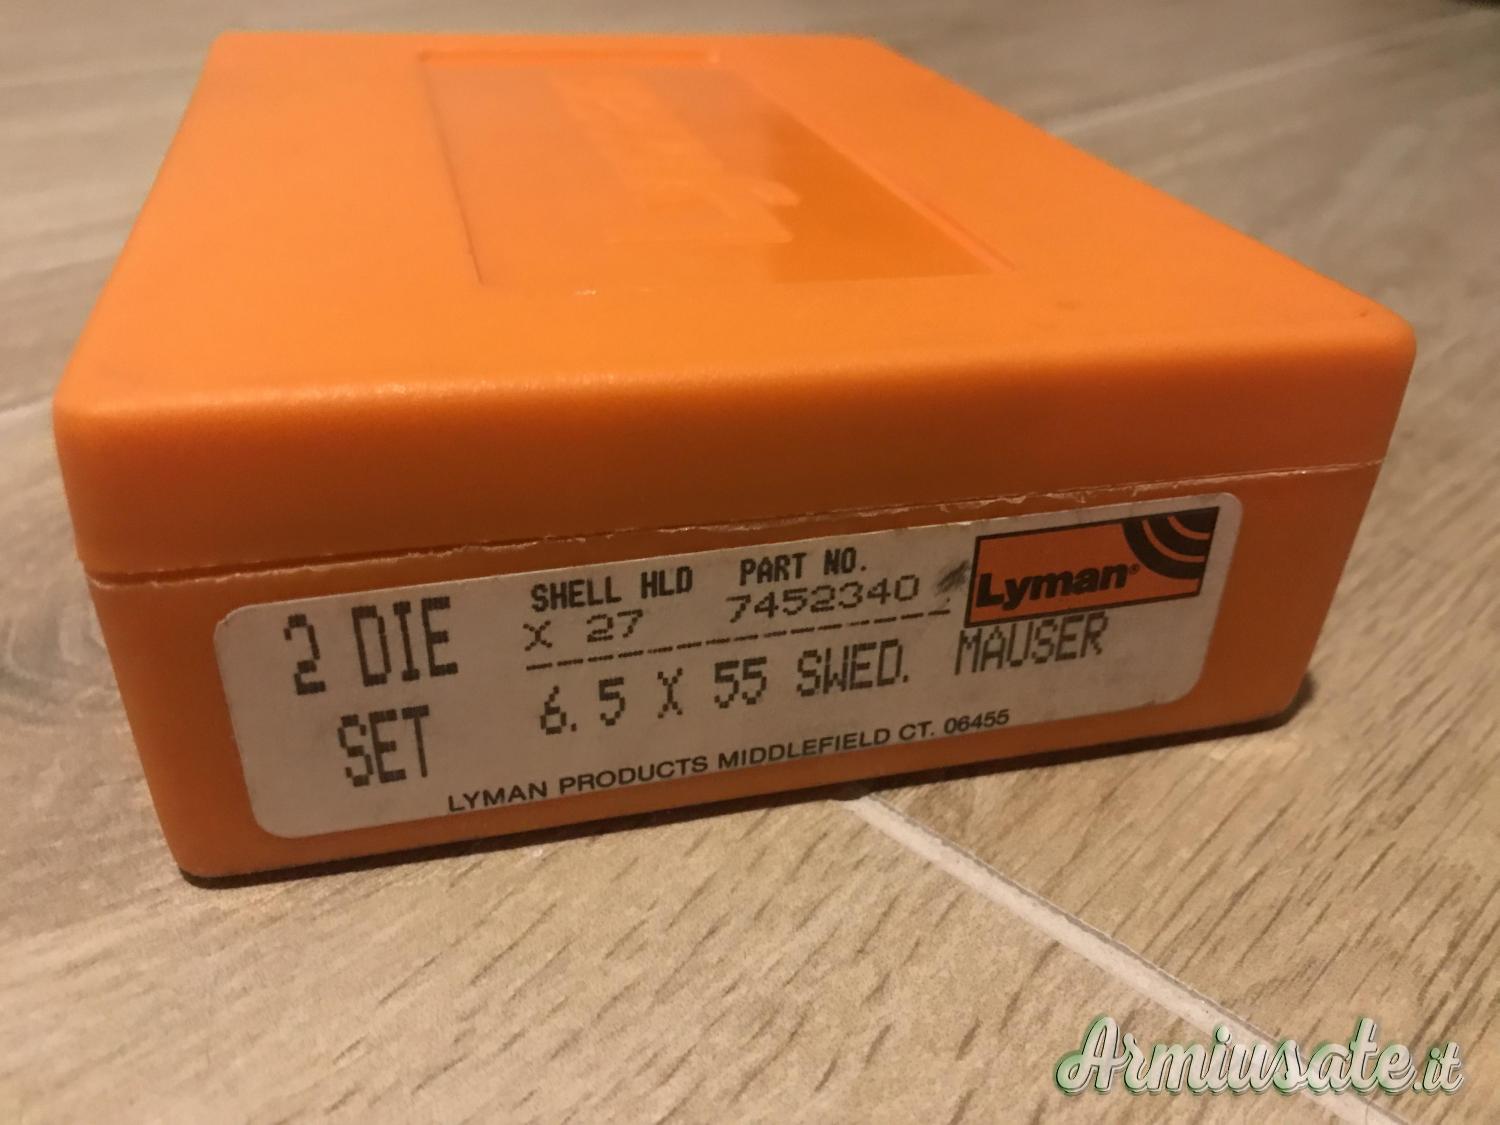 2 DIE
SET
SHELL HLD PART NO.
X 27 7452340
6.5 X 55 SWED. MAUSER
Lyman®
LYMAN PRODUCTS MIDDLEFIELD CT. 06455
Armiusate.it